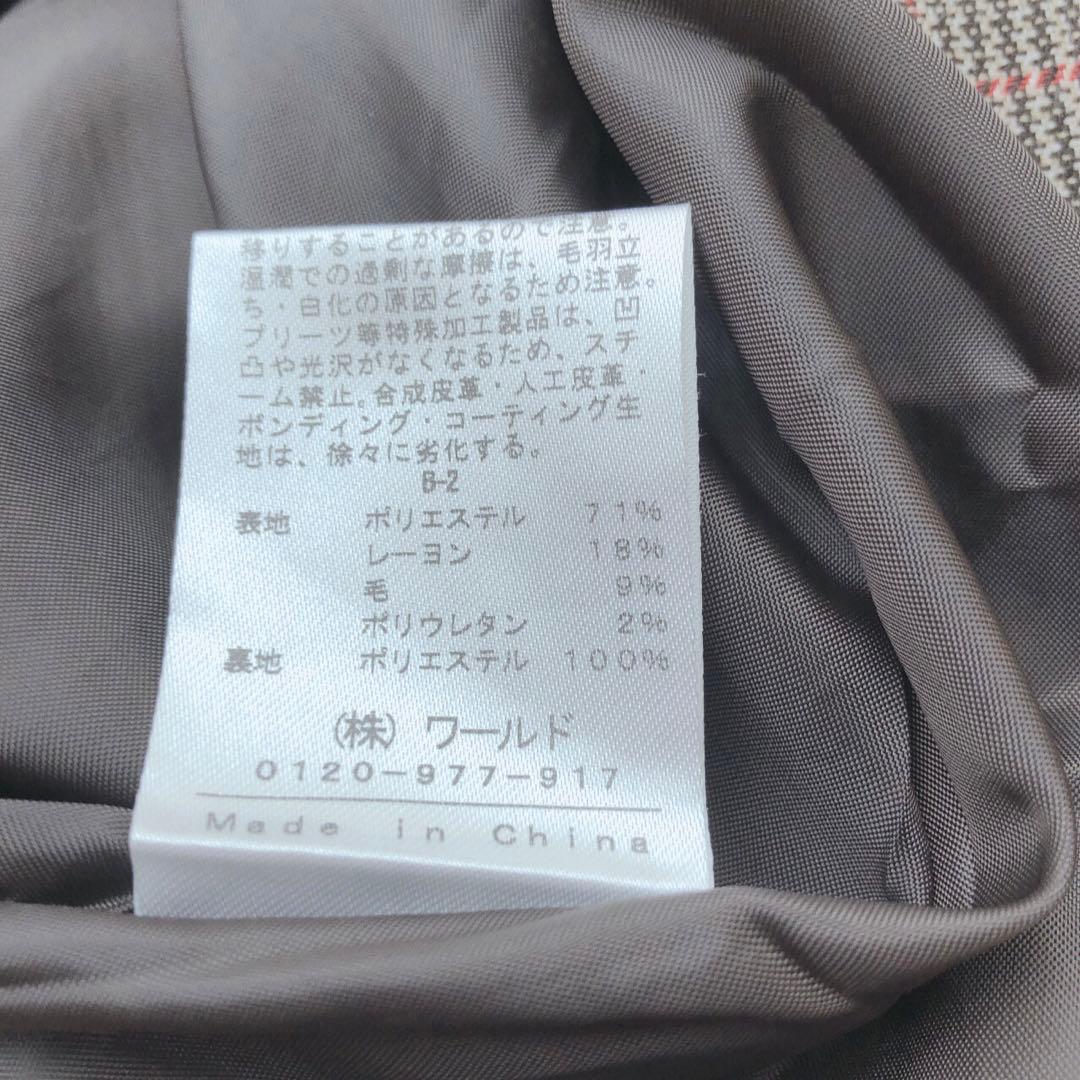 移りすることがあるので注意。
湿潤での過剰な摩擦は、毛羽立
ち・白化の原因となるため注意。
プリーツ等特殊加工製品は、凹
凸や光沢がなくなるため、スチ
ーム禁止。合成皮革・人工皮革・
ボンディング・コーティング生
地は、徐々に劣化する。
B-2
表地 ポリエステル 71%
レーヨン 18%
毛 9%
ポリウレタン 2%
裏地 ポリエステル 100%
(株) ワールド
0120-977-917
Made in China